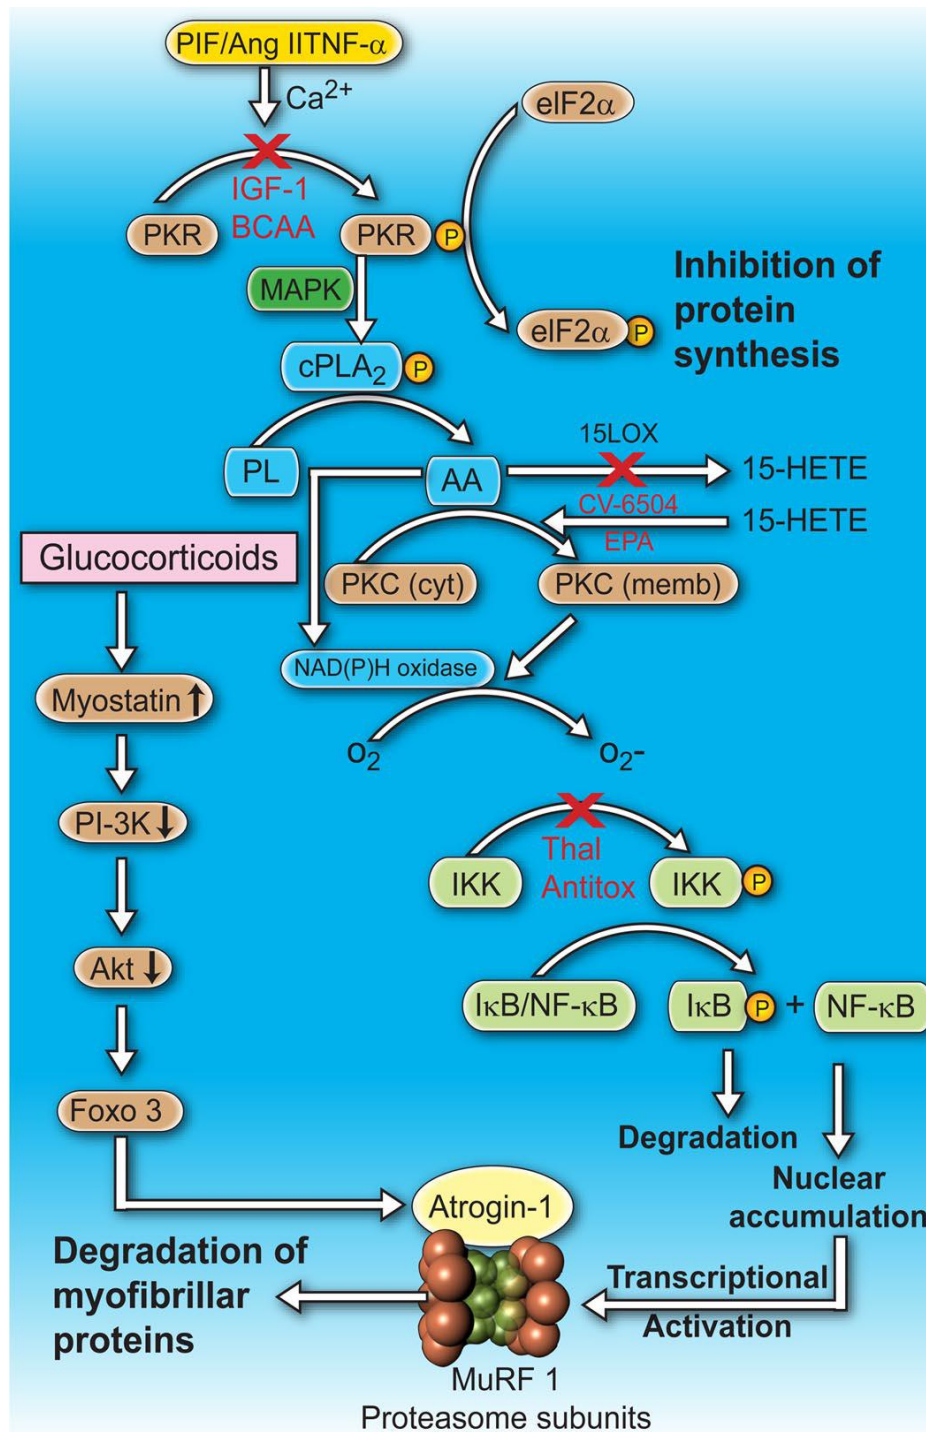 PIF/Ang IITNF-α
Ca²⁺
eIF2α
IGF-1
BCAA
PKR
PKR
P
MAPK
Inhibition of
protein
synthesis
eIF2α
P
cPLA₂
P
15LOX
PL
AA
15-HETE
CV-6504
15-HETE
EPA
Glucocorticoids
PKC (cyt)
PKC (memb)
NAD(P)H oxidase
Myostatin↑
O₂
O₂-
PI-3K↓
Thal
Antitox
IKK
IKK
P
Akt↓
IκB/NF-κB
IκB
P
+
NF-κB
Foxo 3
Degradation
Nuclear
accumulation
Atrogin-1
Degradation of
myofibrillar
proteins
Transcriptional
Activation
MuRF 1
Proteasome subunits